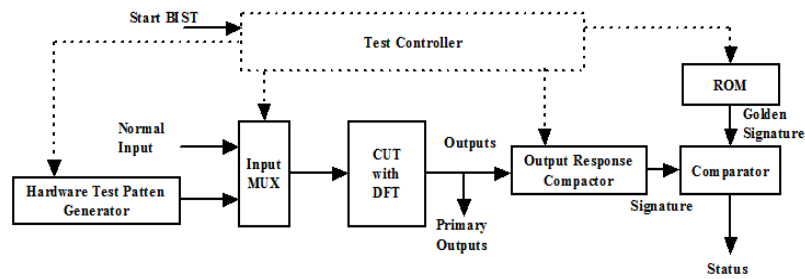 Start BIST
Test Controller
ROM
Normal
Input
Golden
Signature
Input
MUX
CUT
with
DFT
Outputs
Output Response
Compactor
Comparator
Hardware Test Patten
Generator
Signature
Primary
Outputs
Status